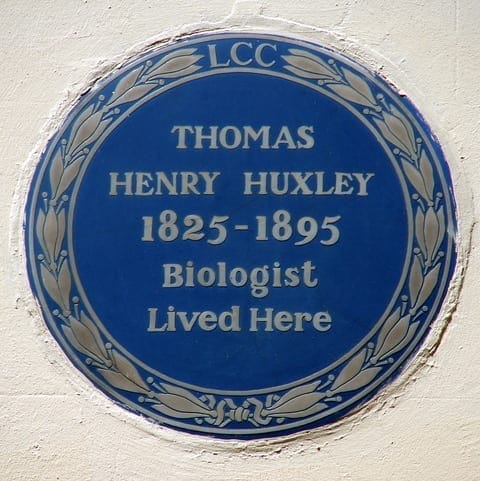 LCC
THOMAS
HENRY HUXLEY
1825-1895
Biologist
Lived Here